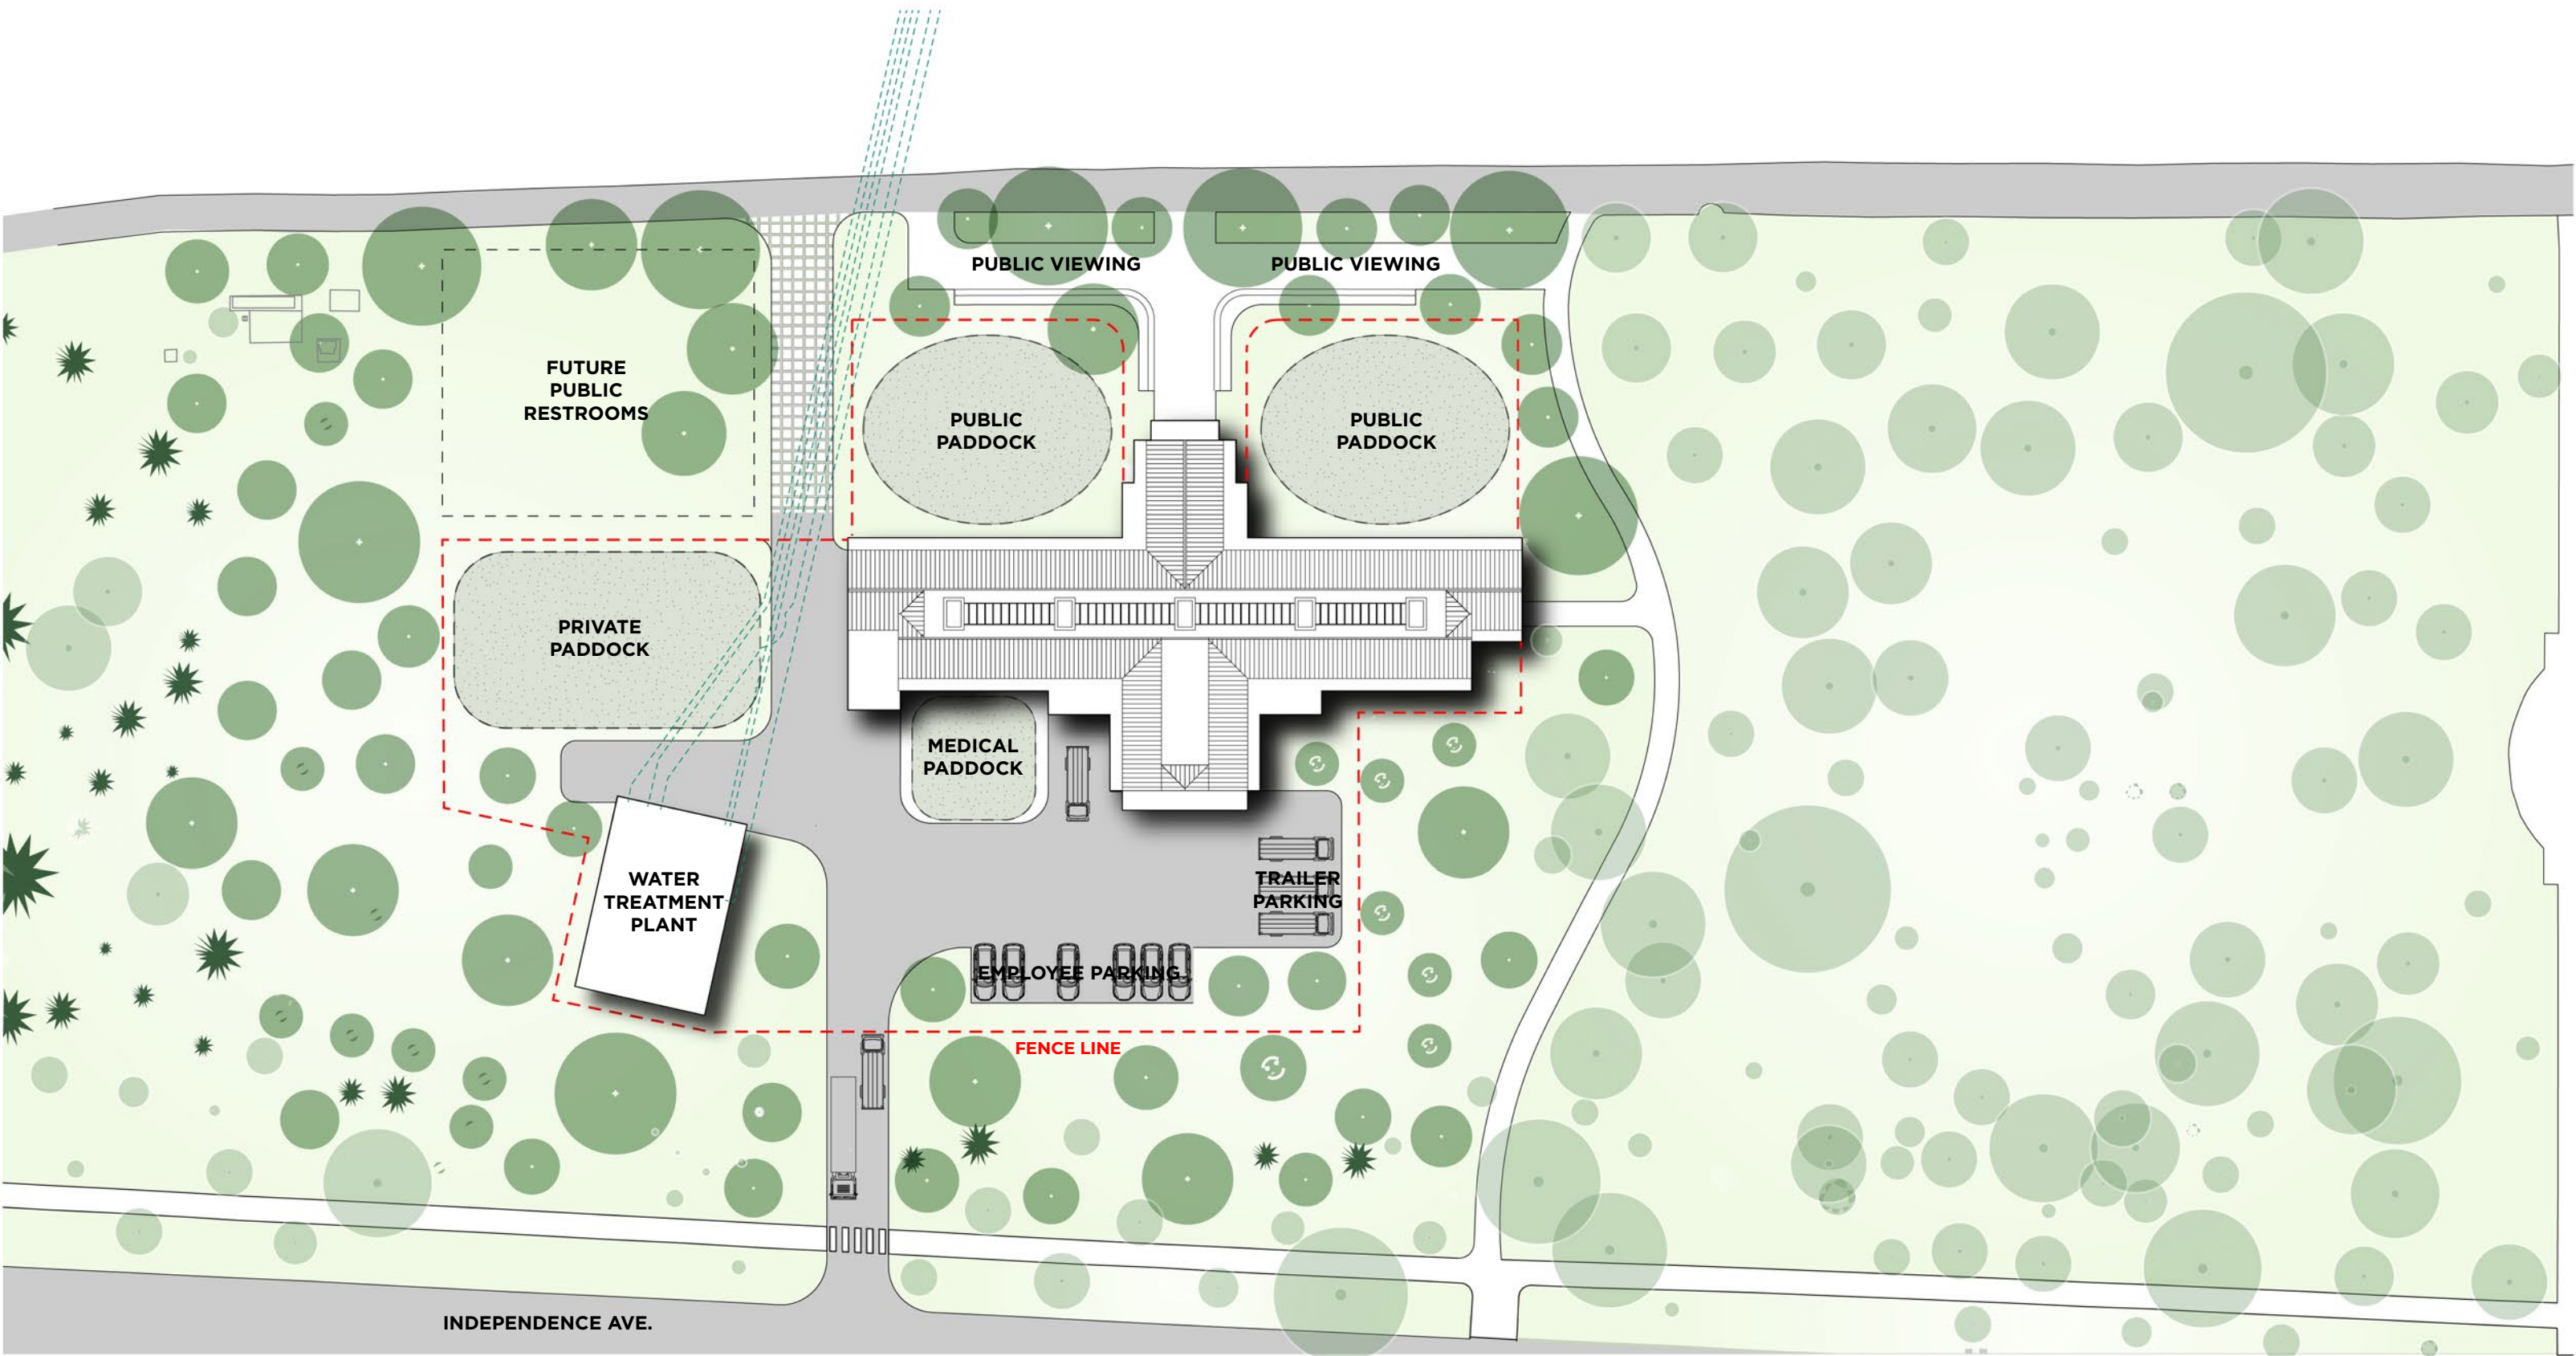 PUBLIC VIEWING
PUBLIC VIEWING
FUTURE
PUBLIC
RESTROOMS
PUBLIC
PADDOCK
PUBLIC
PADDOCK
PRIVATE
PADDOCK
MEDICAL
PADDOCK
WATER
TREATMENT
PLANT
TRAILER
PARKING
EMPLOYEE PARKING
FENCE LINE
INDEPENDENCE AVE.